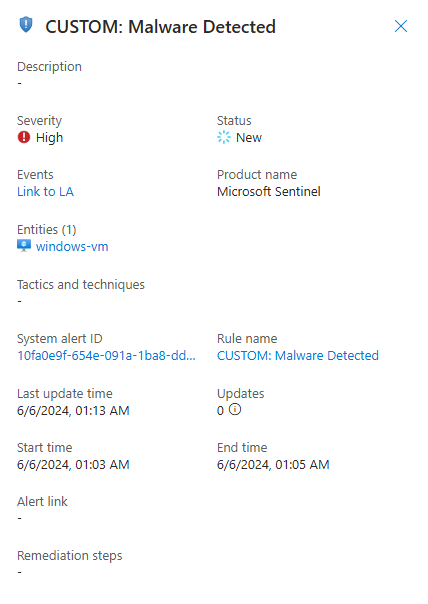 CUSTOM: Malware Detected
Description
-
Severity
High
Status
New
Events
Link to LA
Product name
Microsoft Sentinel
Entities (1)
windows-vm
Tactics and techniques
-
System alert ID
10fa0e9f-654e-091a-1ba8-dd...
Rule name
CUSTOM: Malware Detected
Last update time
6/6/2024, 01:13 AM
Updates
0
Start time
6/6/2024, 01:03 AM
End time
6/6/2024, 01:05 AM
Alert link
-
Remediation steps
-